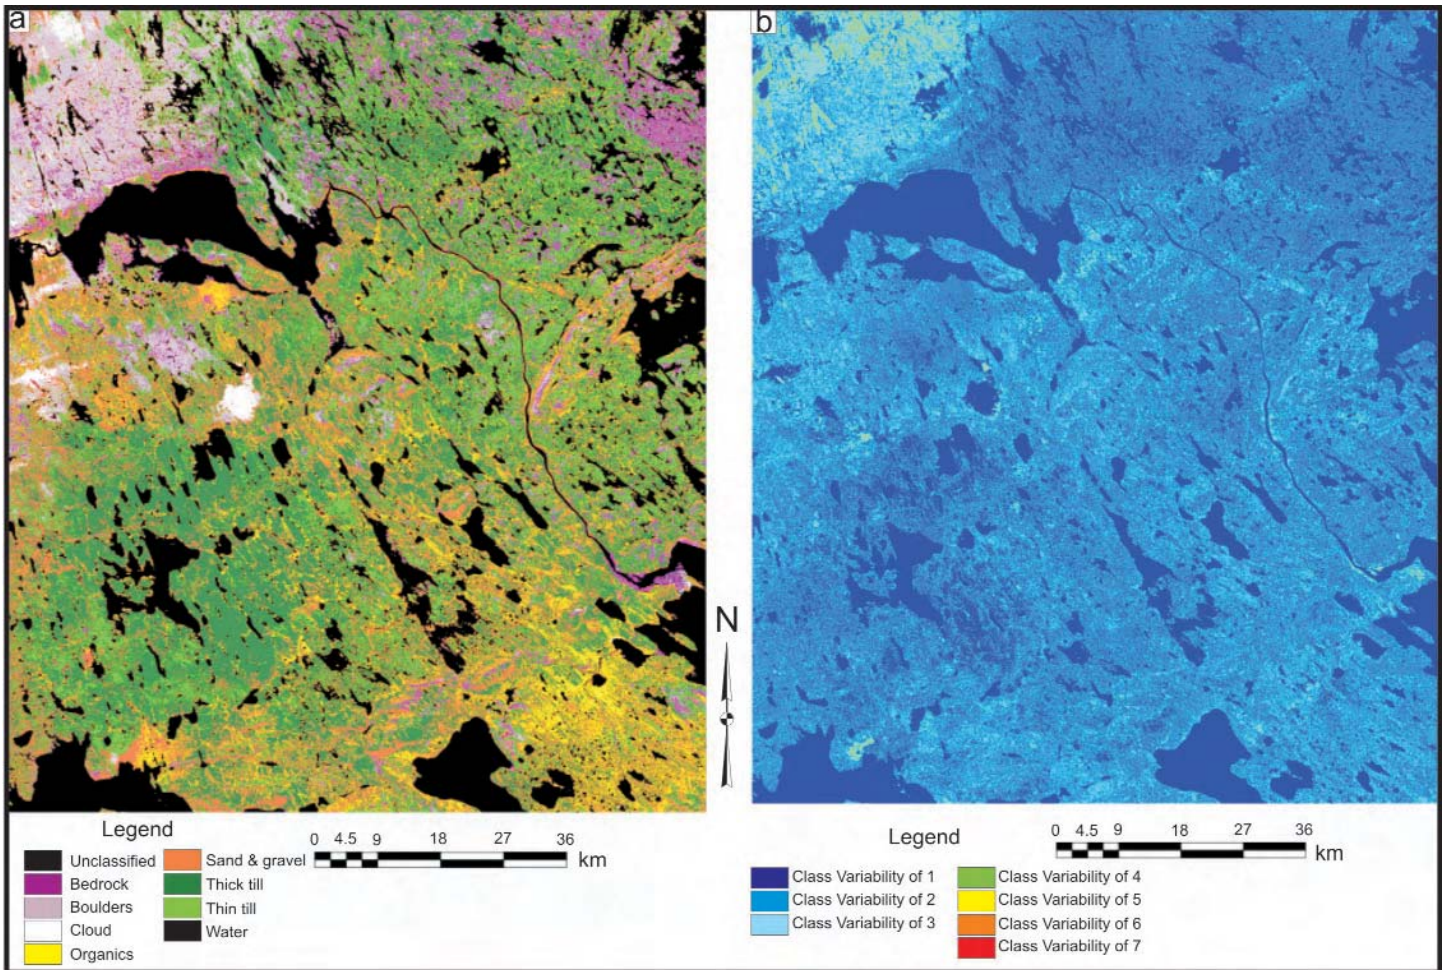 a
b
N
Legend
0 4.5 9 18 27 36
km
Unclassified
Bedrock
Boulders
Cloud
Organics
Sand & gravel
Thick till
Thin till
Water
Legend
0 4.5 9 18 27 36
km
Class Variability of 1
Class Variability of 2
Class Variability of 3
Class Variability of 4
Class Variability of 5
Class Variability of 6
Class Variability of 7